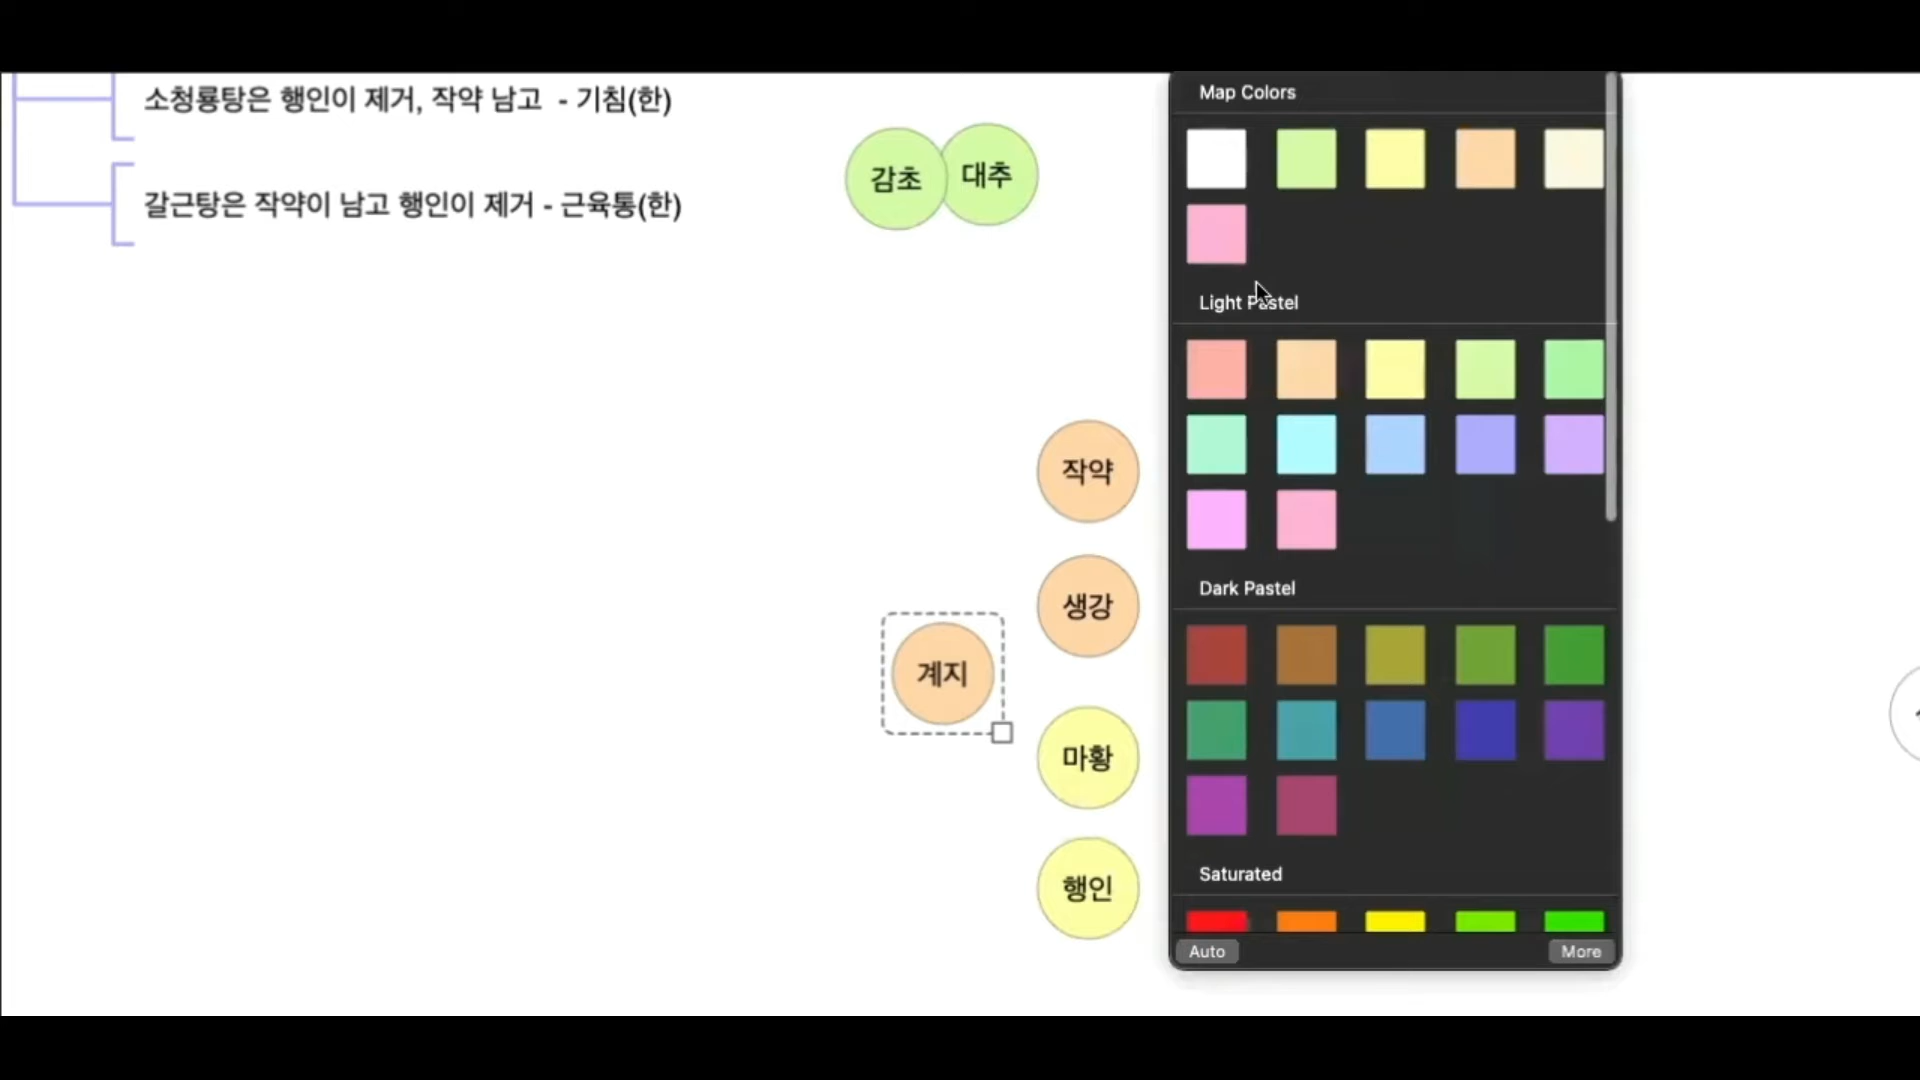 소청룡탕은 행인이 제거, 작약 남고 - 기침(한)
갈근탕은 작약이 남고 행인이 제거 - 근육통(한)
감초
대추
작약
생강
계지
마황
행인
Map Colors
Light Pastel
Dark Pastel
Saturated
Auto
More